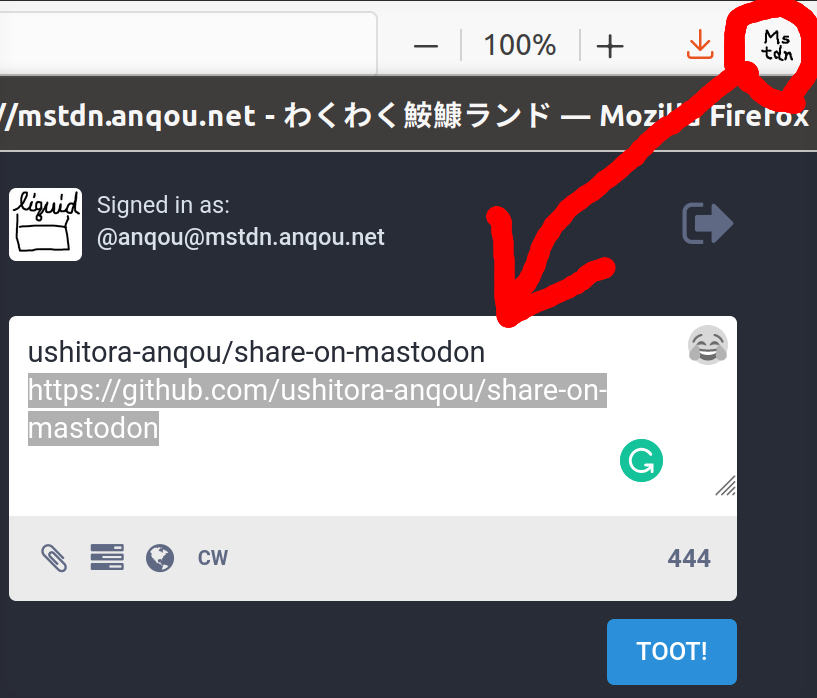 100%
Ms
tdn
//mstdn.anqou.net - わくわく鮟鱇ランド — Mozilla Firefox
liquid
Signed in as:
@anqou@mstdn.anqou.net
ushitora-anqou/share-on-mastodon
https://github.com/ushitora-anqou/share-on-
mastodon
CW
444
TOOT!